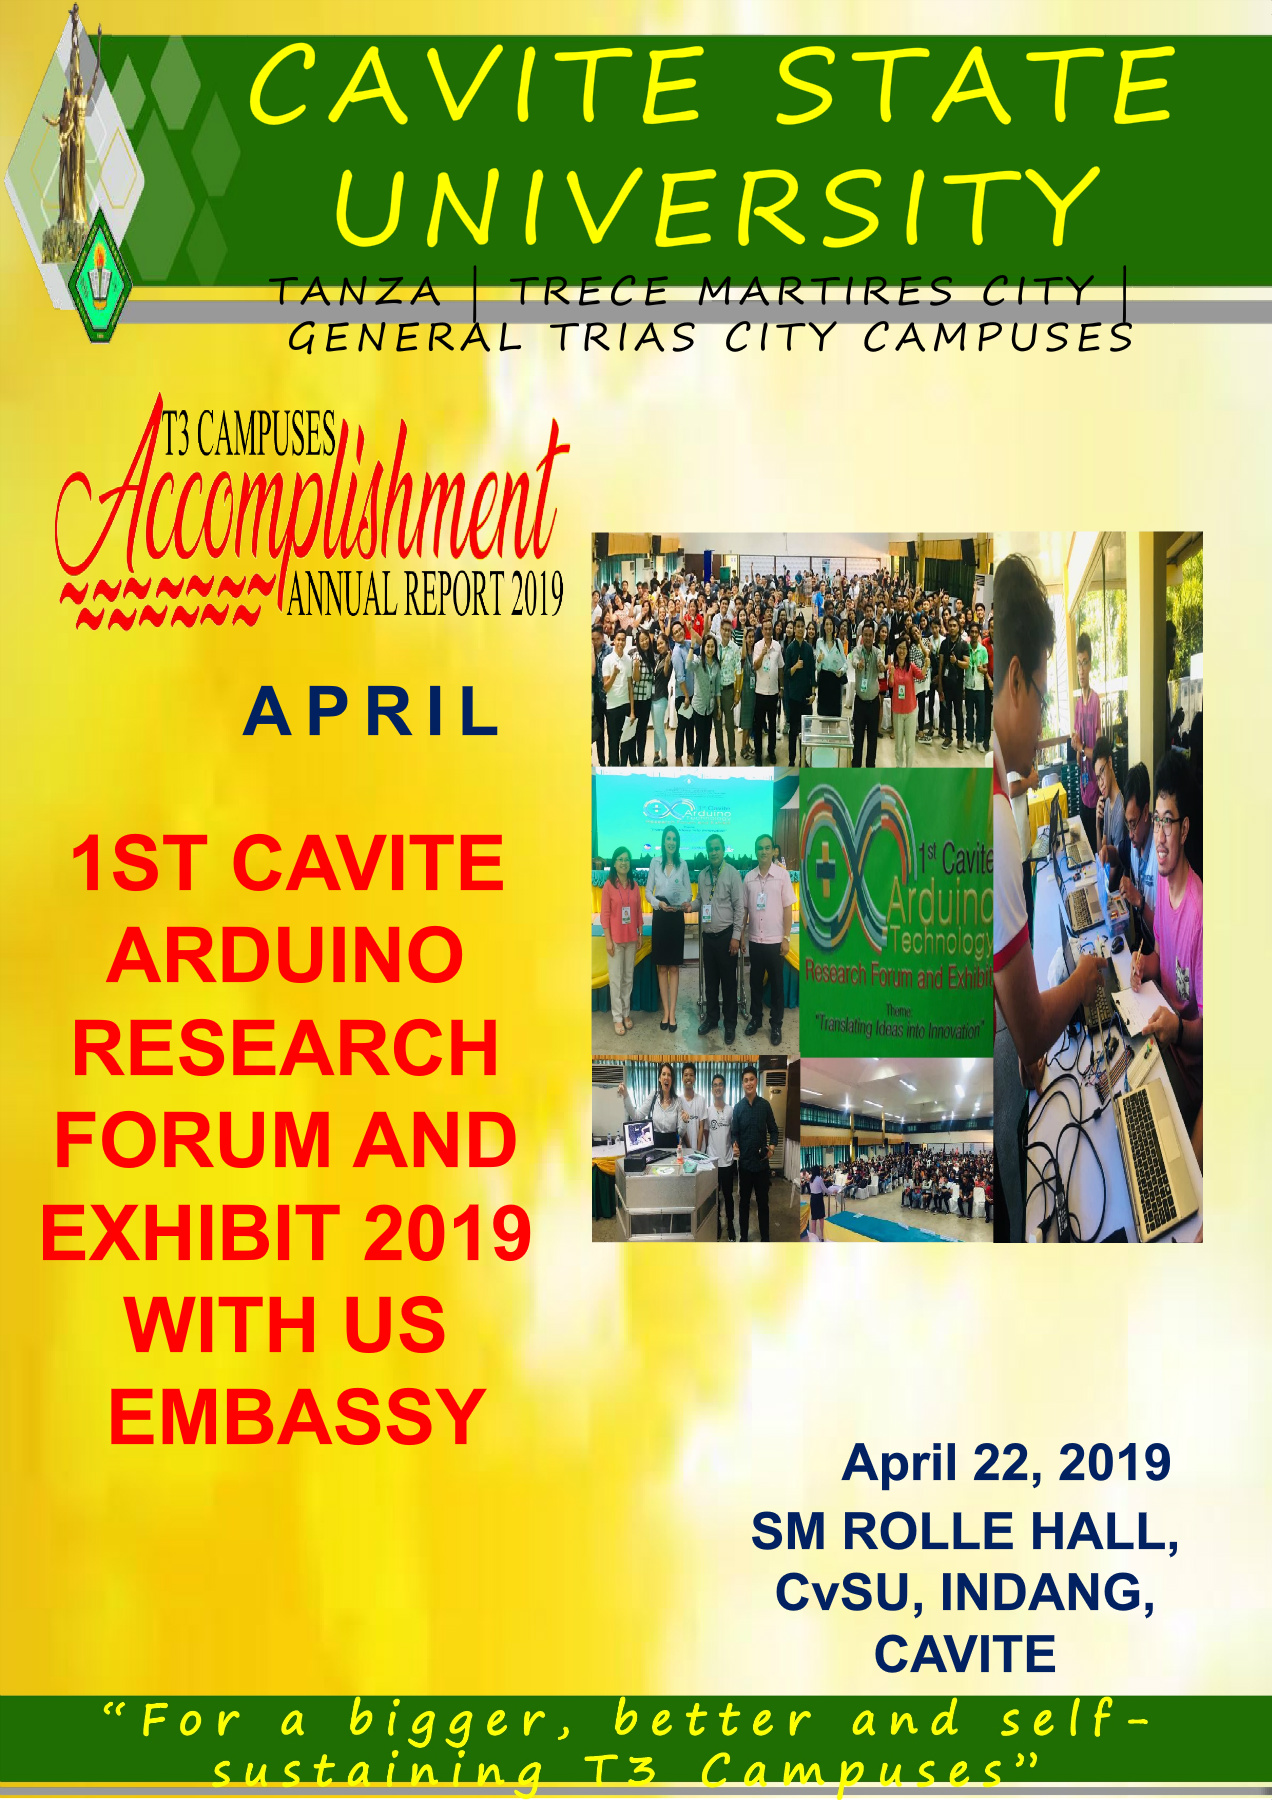 CAVITE STATE
UNIVERSITY
TANZA | TRECE MARTIRES CITY |
GENERAL TRIAS CITY CAMPUSES
T3 CAMPUSES
Accomplishment
ANNUAL REPORT 2019
APRIL
1ST CAVITE
ARDUINO
RESEARCH
FORUM AND
EXHIBIT 2019
WITH US
EMBASSY
Arduino
1st Cavite
Arduino
Technology
Research Forum and Exhibit
Theme:
"Translating Ideas into Innovation"
April 22, 2019
SM ROLLE HALL,
CvSU, INDANG,
CAVITE
“For a bigger, better and self-
sustaining T3 Campuses”